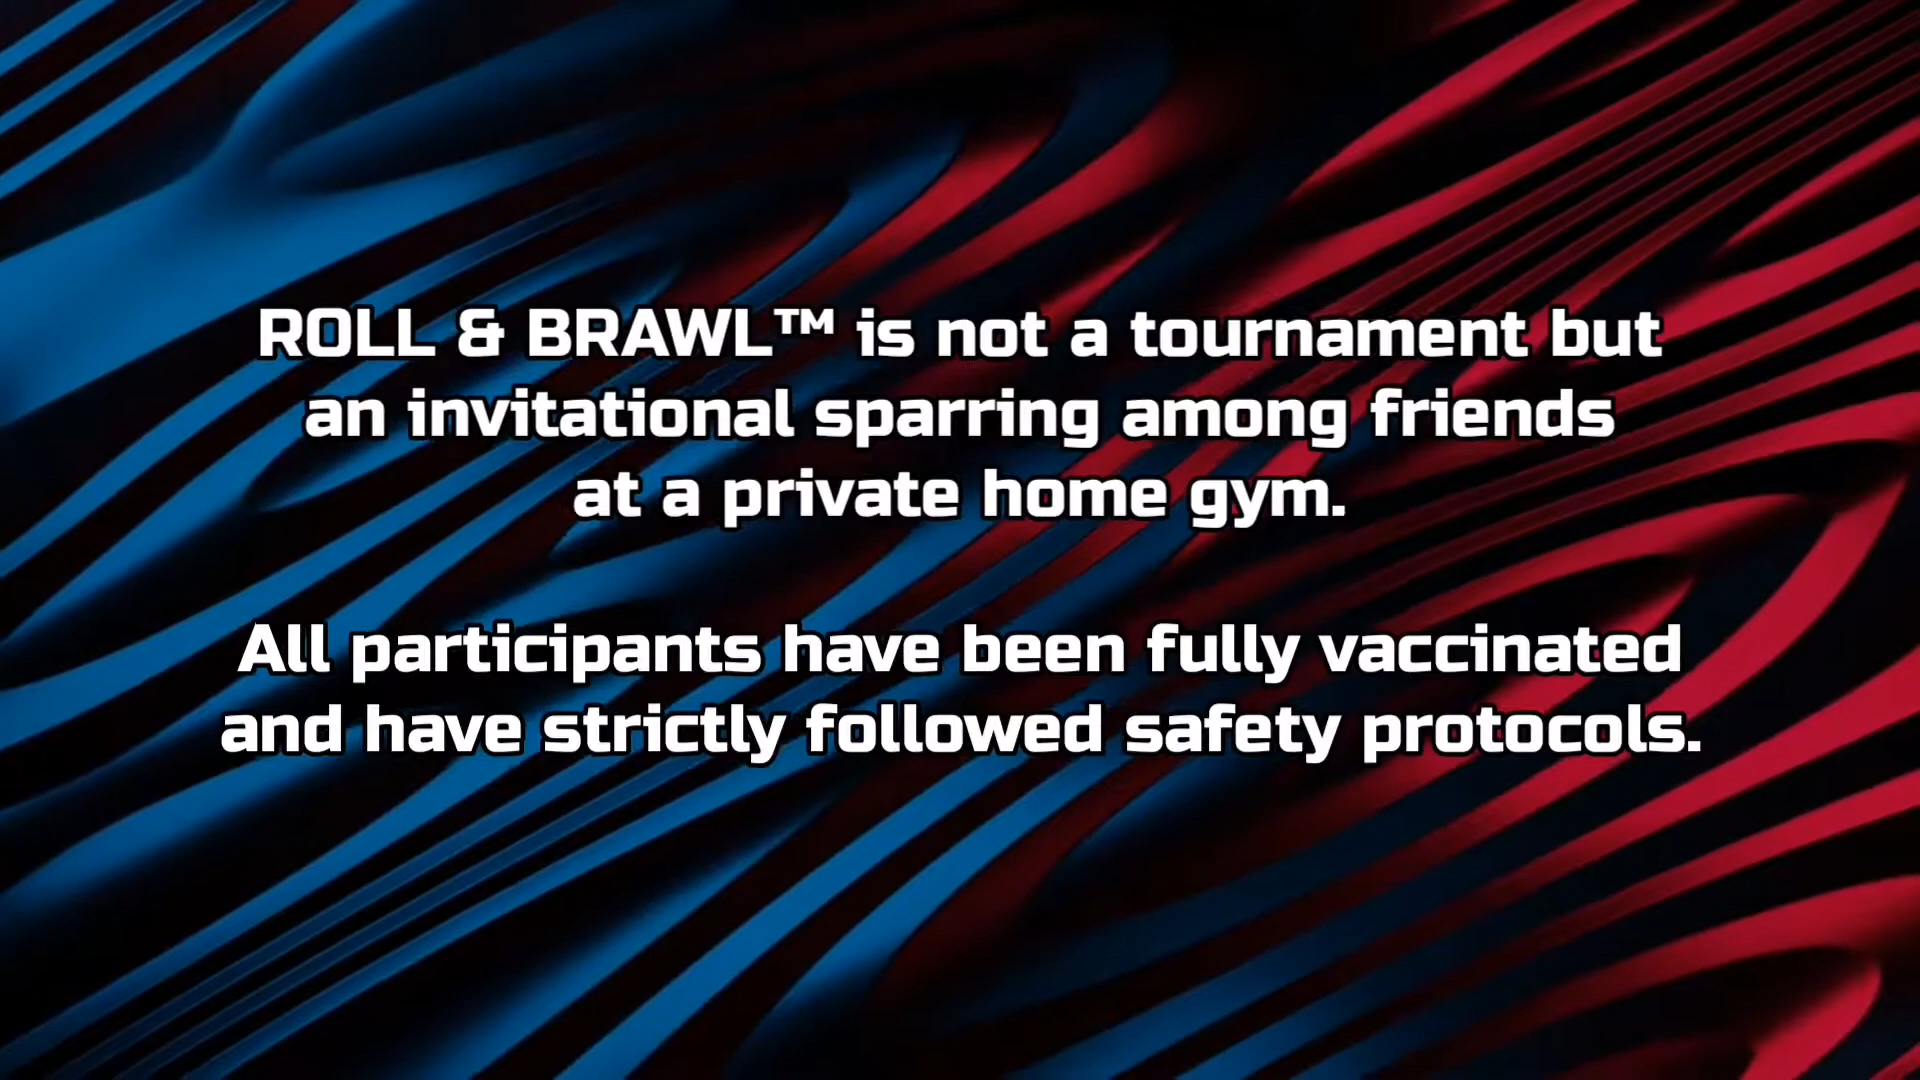 ROLL & BRAWL™ is not a tournament but
an invitational sparring among friends
at a private home gym.
All participants have been fully vaccinated
and have strictly followed safety protocols.